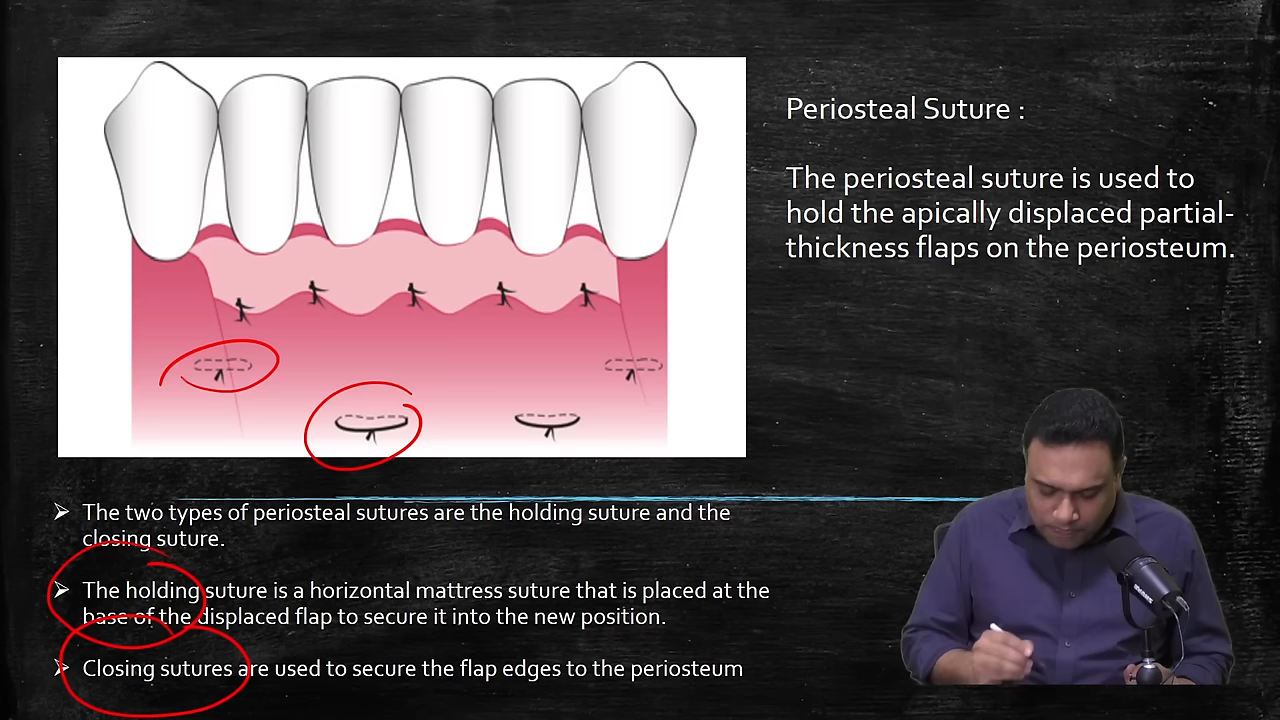 Periosteal Suture :
The periosteal suture is used to
hold the apically displaced partial-
thickness flaps on the periosteum.
➢ The two types of periosteal sutures are the holding suture and the
closing suture.
➢ The holding suture is a horizontal mattress suture that is placed at the
base of the displaced flap to secure it into the new position.
➢ Closing sutures are used to secure the flap edges to the periosteum